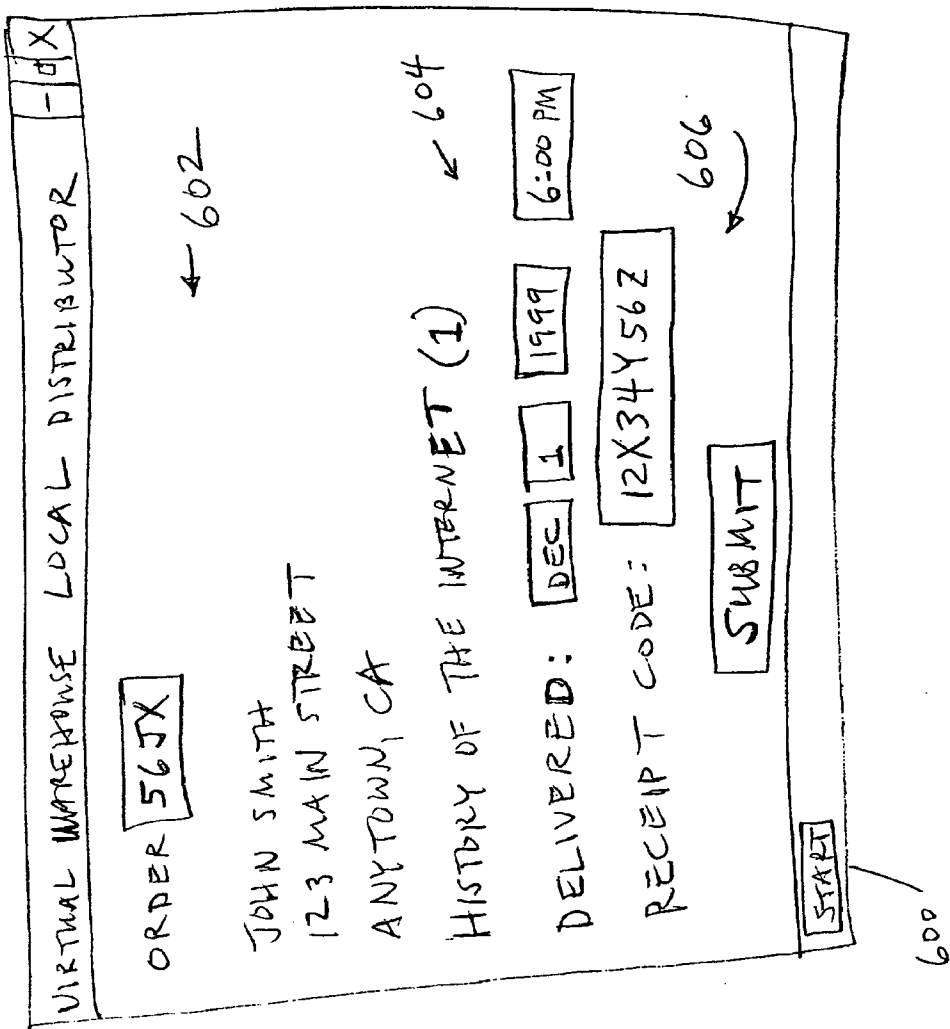 VIRTUAL WAREHOUSE LOCAL DISTRIBUTOR - X
ORDER 56JX
602
JOHN SMITH
123 MAIN STREET
ANYTOWN, CA
HISTORY OF THE INTERNET (1)
604
DELIVERED: DEC 1 1999 6:00 PM
RECEIPT CODE: 12X34Y56Z
606
SUBMIT
START
600